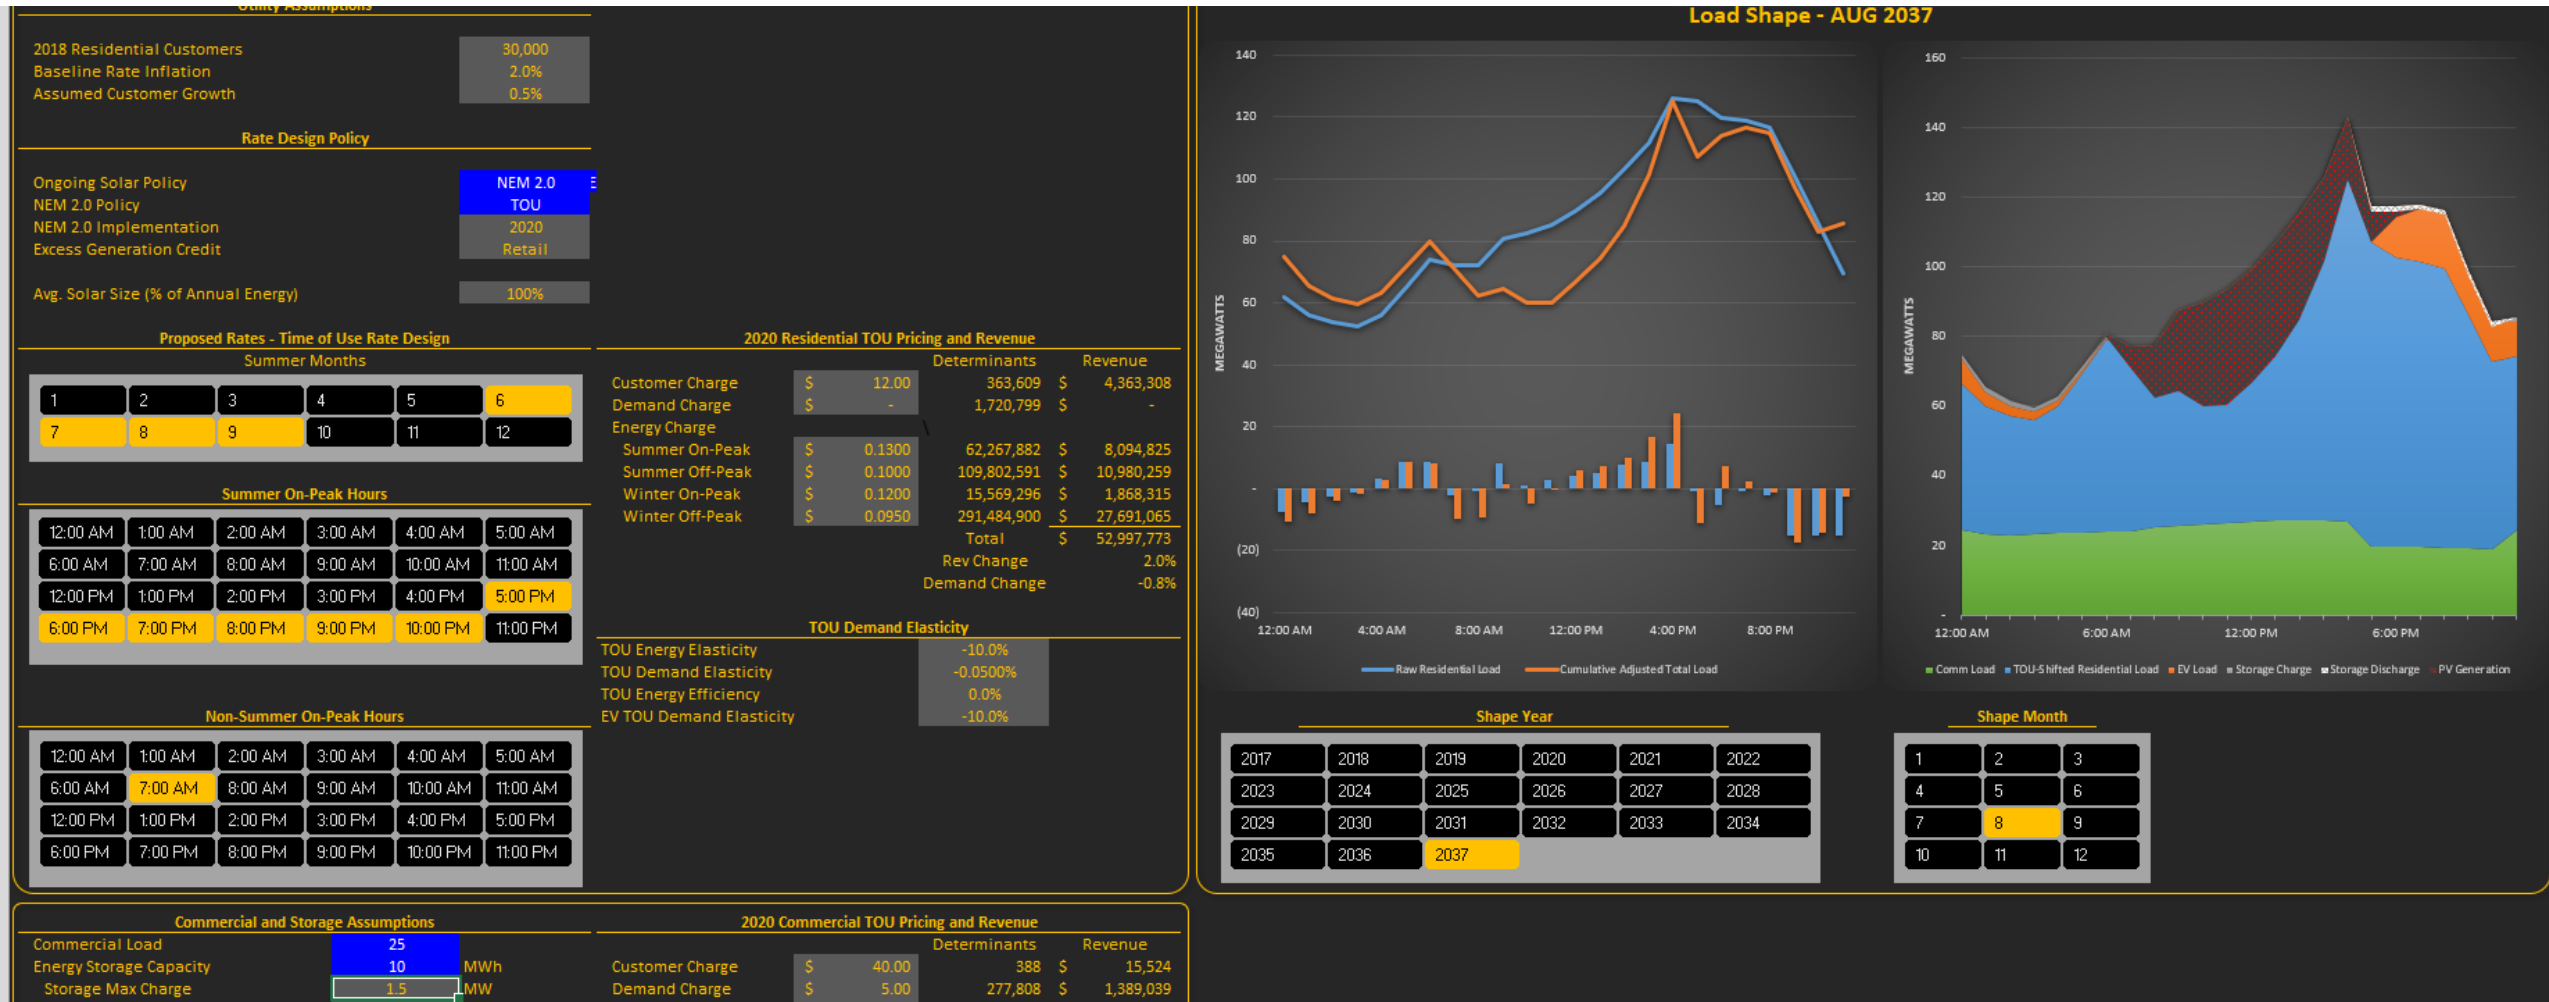 Utility Assumptions
2018 Residential Customers 30,000
Baseline Rate Inflation 2.0%
Assumed Customer Growth 0.5%
Rate Design Policy
Ongoing Solar Policy NEM 2.0 E
NEM 2.0 Policy TOU
NEM 2.0 Implementation 2020
Excess Generation Credit Retail
Avg. Solar Size (% of Annual Energy) 100%
Proposed Rates - Time of Use Rate Design
Summer Months
1 2 3 4 5 6
7 8 9 10 11 12
Summer On-Peak Hours
12:00 AM 1:00 AM 2:00 AM 3:00 AM 4:00 AM 5:00 AM
6:00 AM 7:00 AM 8:00 AM 9:00 AM 10:00 AM 11:00 AM
12:00 PM 1:00 PM 2:00 PM 3:00 PM 4:00 PM 5:00 PM
6:00 PM 7:00 PM 8:00 PM 9:00 PM 10:00 PM 11:00 PM
Non-Summer On-Peak Hours
12:00 AM 1:00 AM 2:00 AM 3:00 AM 4:00 AM 5:00 AM
6:00 AM 7:00 AM 8:00 AM 9:00 AM 10:00 AM 11:00 AM
12:00 PM 1:00 PM 2:00 PM 3:00 PM 4:00 PM 5:00 PM
6:00 PM 7:00 PM 8:00 PM 9:00 PM 10:00 PM 11:00 PM
2020 Residential TOU Pricing and Revenue
Determinants Revenue
Customer Charge $ 12.00 363,609 $ 4,363,308
Demand Charge $ - 1,720,799 $ -
Energy Charge \
Summer On-Peak $ 0.1300 62,267,882 $ 8,094,825
Summer Off-Peak $ 0.1000 109,802,591 $ 10,980,259
Winter On-Peak $ 0.1200 15,569,296 $ 1,868,315
Winter Off-Peak $ 0.0950 291,484,900 $ 27,691,065
Total $ 52,997,773
Rev Change 2.0%
Demand Change -0.8%
TOU Demand Elasticity
TOU Energy Elasticity -10.0%
TOU Demand Elasticity -0.0500%
TOU Energy Efficiency 0.0%
EV TOU Demand Elasticity -10.0%
Load Shape - AUG 2037
MEGAWATTS
140
120
100
80
60
40
20
-
(20)
(40)
12:00 AM 4:00 AM 8:00 AM 12:00 PM 4:00 PM 8:00 PM
Raw Residential Load Cumulative Adjusted Total Load
MEGAWATTS
160
140
120
100
80
60
40
20
-
12:00 AM 6:00 AM 12:00 PM 6:00 PM
Comm Load TOU-Shifted Residential Load EV Load Storage Charge Storage Discharge PV Generation
Shape Year
2017 2018 2019 2020 2021 2022
2023 2024 2025 2026 2027 2028
2029 2030 2031 2032 2033 2034
2035 2036 2037
Shape Month
1 2 3
4 5 6
7 8 9
10 11 12
Commercial and Storage Assumptions
Commercial Load 25
Energy Storage Capacity 10 MWh
Storage Max Charge 1.5 MW
2020 Commercial TOU Pricing and Revenue
Determinants Revenue
Customer Charge $ 40.00 388 $ 15,524
Demand Charge $ 5.00 277,808 $ 1,389,039